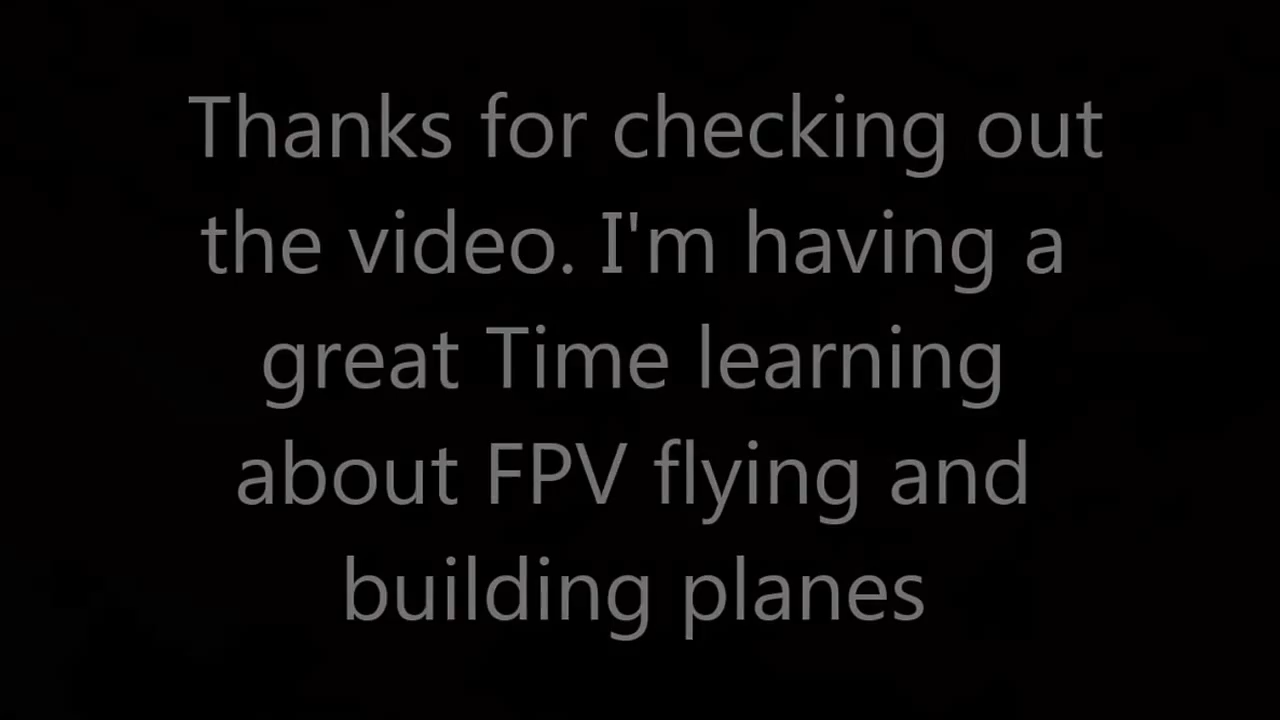 Thanks for checking out
the video. I'm having a
great Time learning
about FPV flying and
building planes